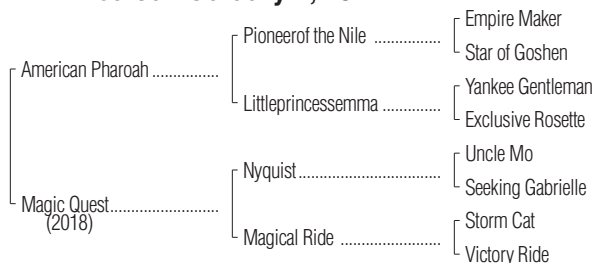 Pioneerof the Nile ................
Empire Maker
Star of Goshen
American Pharoah ................
Littleprincessemma ..............
Yankee Gentleman
Exclusive Rosette
Nyquist...............................
Uncle Mo
Seeking Gabrielle
Magic Quest..........................
(2018)
Magical Ride ......................
Storm Cat
Victory Ride